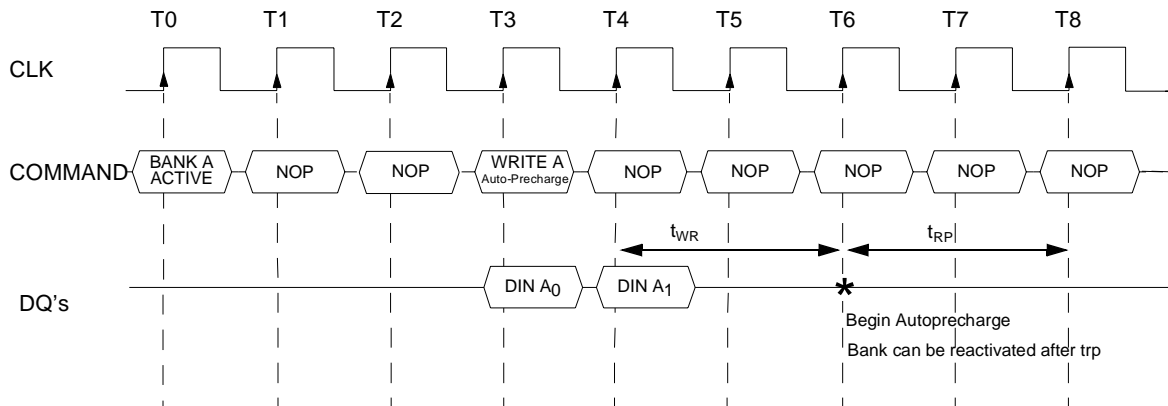 T0 T1 T2 T3 T4 T5 T6 T7 T8
CLK
COMMAND BANK A ACTIVE NOP NOP WRITE A Auto-Precharge NOP NOP NOP NOP NOP
tWR tRP
DQ's DIN A0 DIN A1 *
Begin Autoprecharge
Bank can be reactivated after trp